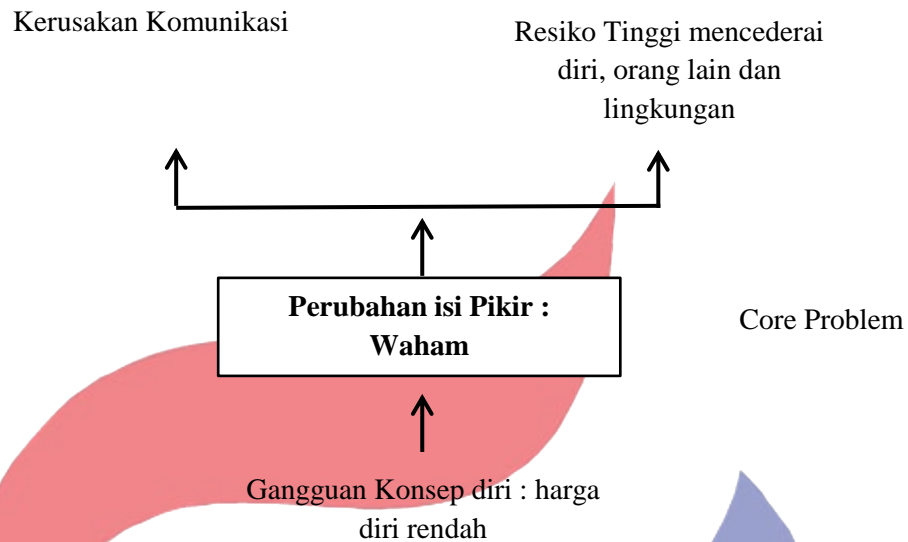 Kerusakan Komunikasi
Resiko Tinggi mencederai
diri, orang lain dan
lingkungan
Perubahan isi Pikir :
Waham
Core Problem
Gangguan Konsep diri : harga
diri rendah